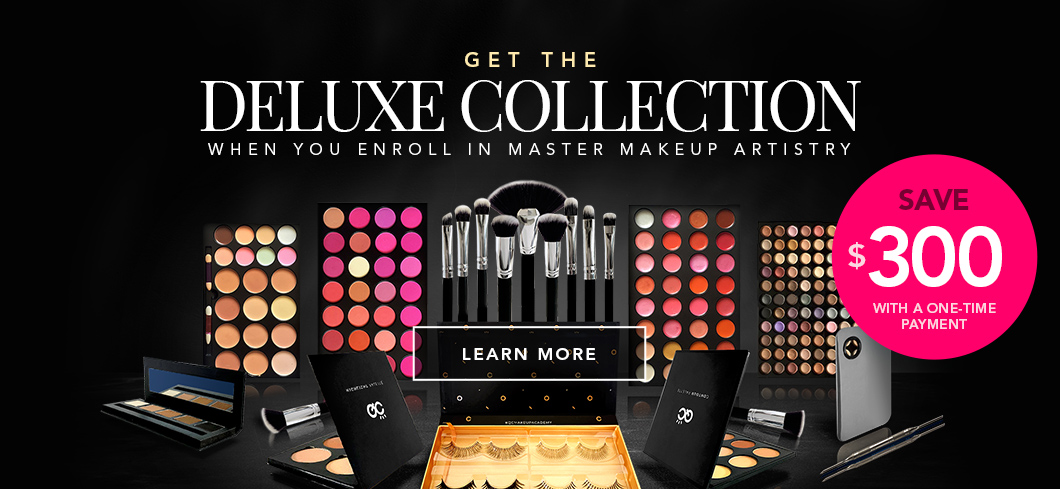 GET THE
DELUXE COLLECTION
WHEN YOU ENROLL IN MASTER MAKEUP ARTISTRY
SAVE
$300
WITH A ONE-TIME
PAYMENT
LEARN MORE
#QCMAKEUPACADEMY